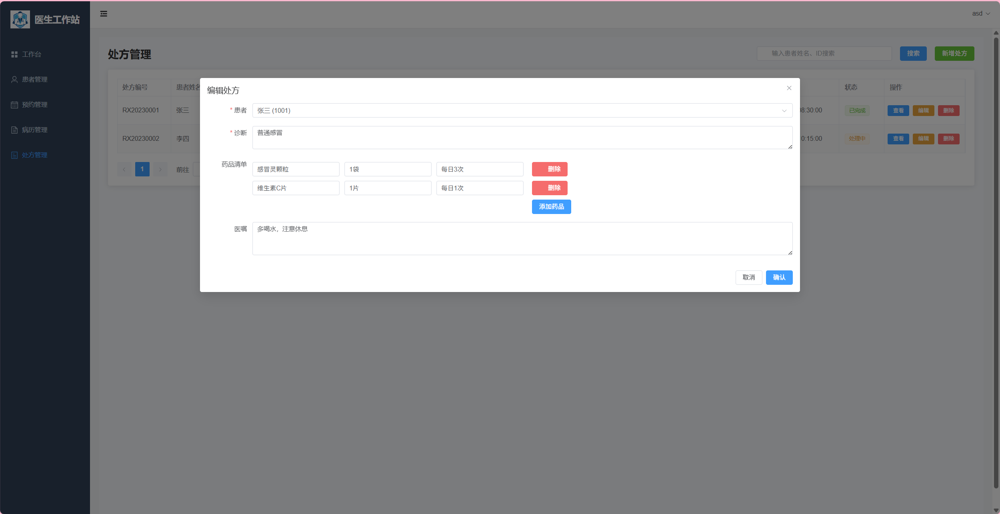 医生工作站
asd
工作台
患者管理
预约管理
病历管理
处方管理
处方管理
输入患者姓名、ID搜索
搜索
新增处方
处方编号 患者姓名 状态 操作
RX20230001 张三 8:30:00 已完成 查看 编辑 删除
RX20230002 李四 0:15:00 处理中 查看 编辑 删除
1 前往
编辑处方
* 患者 张三 (1001)
* 诊断 普通感冒
药品清单 感冒灵颗粒 1袋 每日3次 删除
维生素C片 1片 每日1次 删除
添加药品
医嘱 多喝水，注意休息
取消 确认